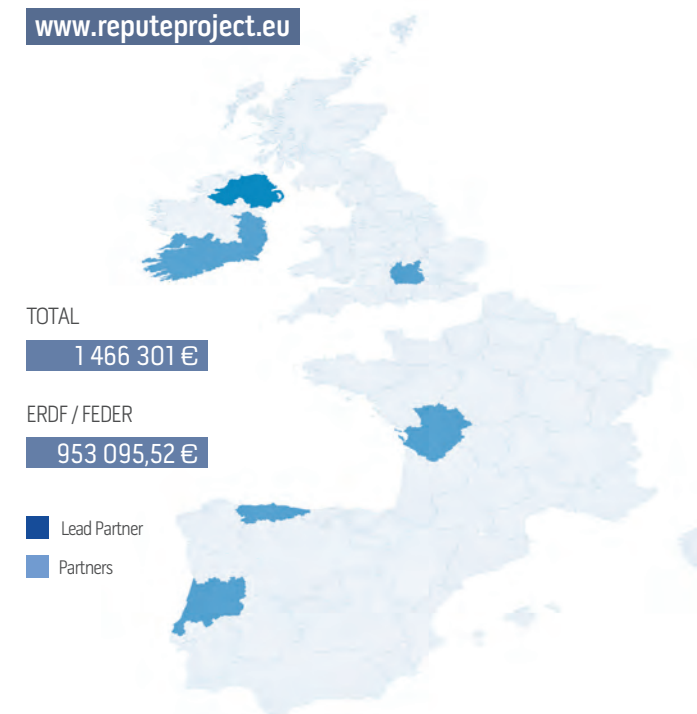 www.reputeproject.eu
TOTAL
1 466 301 €
ERDF / FEDER
953 095,52 €
Lead Partner
Partners